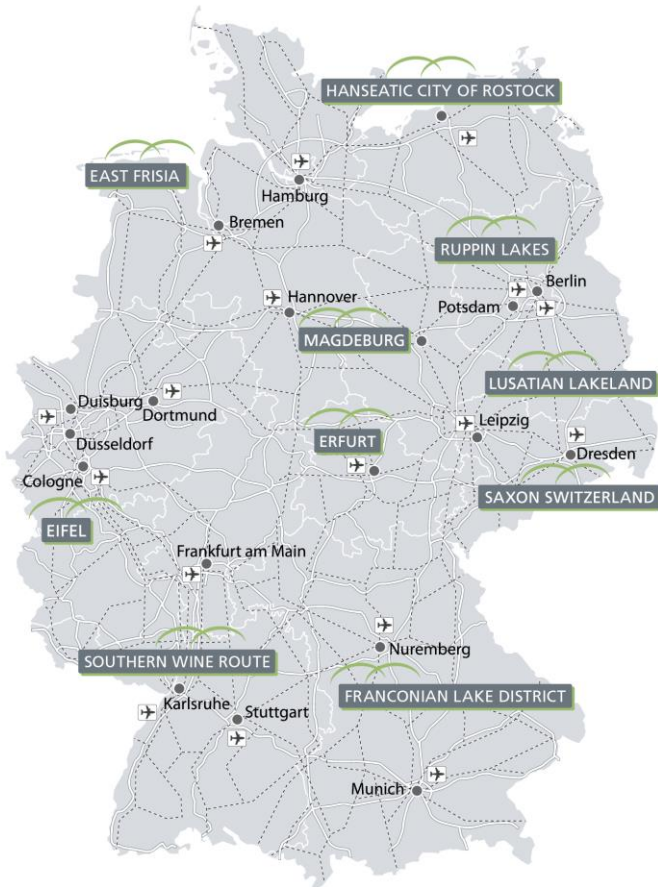 HANSEATIC CITY OF ROSTOCK
EAST FRISIA
Hamburg
Bremen
RUPPIN LAKES
Berlin
Hannover
Potsdam
MAGDEBURG
LUSATIAN LAKELAND
Duisburg
Dortmund
Leipzig
ERFURT
Düsseldorf
Dresden
Cologne
SAXON SWITZERLAND
EIFEL
Frankfurt am Main
Nuremberg
SOUTHERN WINE ROUTE
FRANCONIAN LAKE DISTRICT
Karlsruhe
Stuttgart
Munich